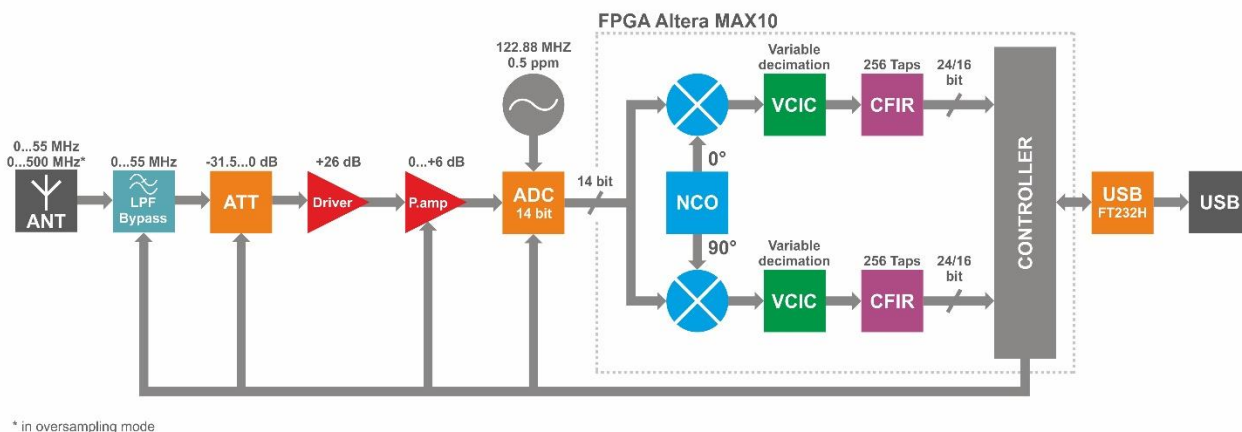 FPGA Altera MAX10
122.88 MHZ
0.5 ppm
Variable
decimation
256 Taps
24/16
bit
VCIC
CFIR
0...55 MHz
0...500 MHz*
0...55 MHz
-31.5...0 dB
+26 dB
0...+6 dB
0°
ANT
LPF
Bypass
ATT
Driver
P.amp
ADC
14 bit
14 bit
NCO
CONTROLLER
USB
FT232H
USB
90°
Variable
decimation
256 Taps
24/16
bit
VCIC
CFIR
* in oversampling mode